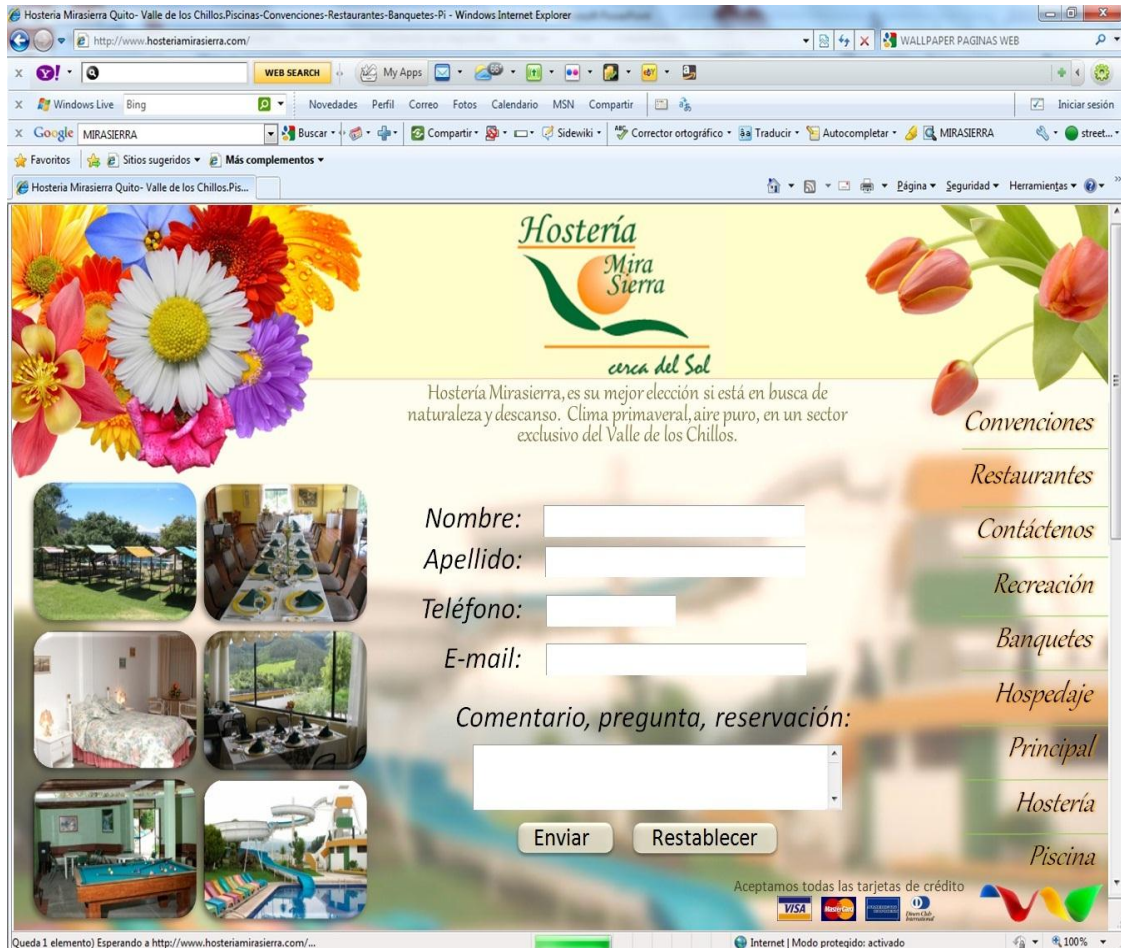 Hosteria Mirasierra Quito- Valle de los Chillos.Piscinas-Convenciones-Restaurantes-Banquetes-Pi - Windows Internet Explorer
http://www.hosteriamirasierra.com/
WALLPAPER PAGINAS WEB
WEB SEARCH
My Apps
Windows Live
Bing
Novedades Perfil Correo Fotos Calendario MSN Compartir
Iniciar sesión
Google MIRASIERRA
Buscar
Compartir
Sidewiki
Corrector ortográfico
Traducir
Autocompletar
MIRASIERRA
street...
Favoritos
Sitios sugeridos
Más complementos
Hosteria Mirasierra Quito- Valle de los Chillos.Pis...
Página
Seguridad
Herramientas
Hostería
Mira
Sierra
cerca del Sol
Hostería Mirasierra, es su mejor elección si está en busca de
naturaleza y descanso. Clima primaveral, aire puro, en un sector
exclusivo del Valle de los Chillos.
Convenciones
Restaurantes
Contáctenos
Recreación
Banquetes
Hospedaje
Principal
Hostería
Piscina
Nombre:
Apellido:
Teléfono:
E-mail:
Comentario, pregunta, reservación:
Enviar
Restablecer
Aceptamos todas las tarjetas de crédito
VISA
MasterCard
Diners Club
International
Queda 1 elemento) Esperando a http://www.hosteriamirasierra.com/...
Internet | Modo protegido: activado
100%